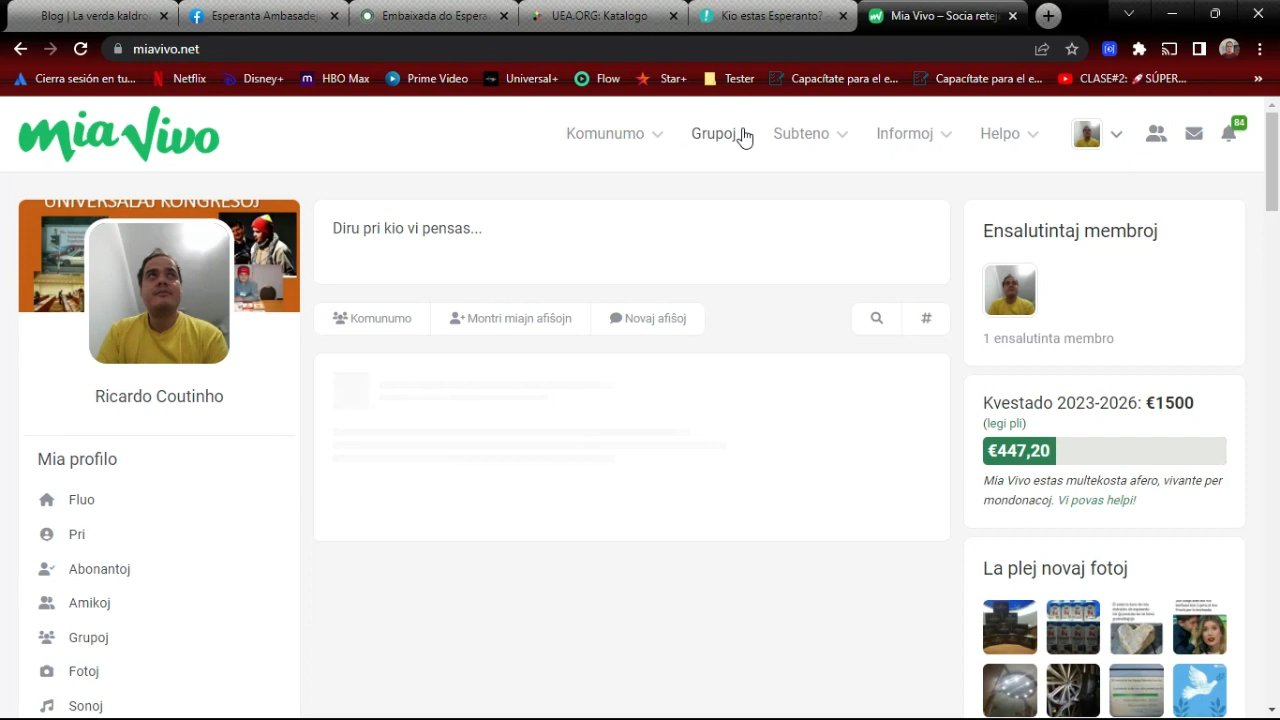 Blog | La verda kaldro
Esperanta Ambasadej
Embaixada do Espera
UEA.ORG: Katalogo
Kio estas Esperanto? -
Mia Vivo – Socia retej
miavivo.net
Cierra sesión en tu...
Netflix
Disney+
HBO Max
Prime Video
Universal+
Flow
Star+
Tester
Capacítate para el e...
Capacítate para el e...
CLASE#2: 🚀SÚPER...
»
mia vivo
Komunumo
Grupoj
Subteno
Informoj
Helpo
84
UNIVERSALAJ KONGRESOJ
Ricardo Coutinho
Mia profilo
Fluo
Pri
Abonantoj
Amikoj
Grupoj
Fotoj
Sonoj
Diru pri kio vi pensas...
Komunumo
Montri miajn afiŝojn
Novaj afiŝoj
#
Ensalutintaj membroj
1 ensalutinta membro
Kvestado 2023-2026: €1500
(legi pli)
€447,20
Mia Vivo estas multekosta afero, vivante per
mondonacoj. Vi povas helpi!
La plej novaj fotoj